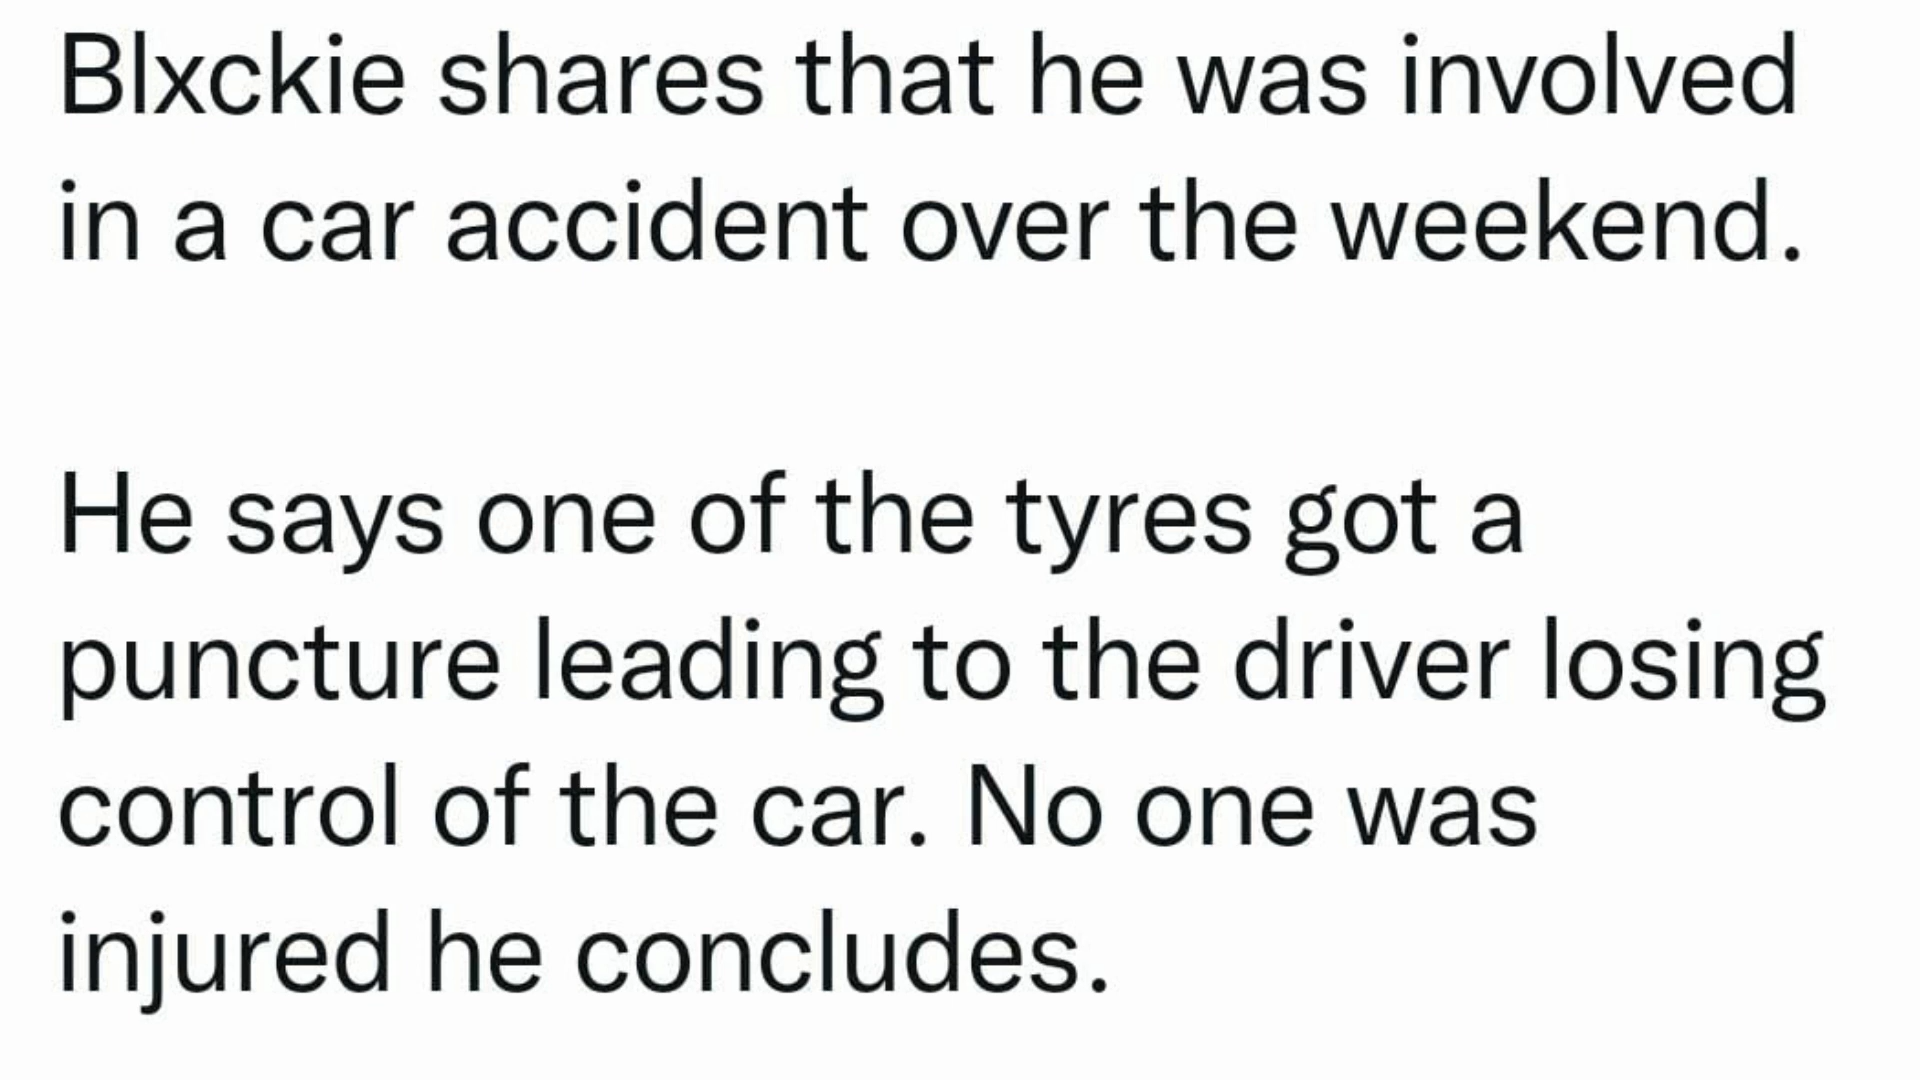 Blxckie shares that he was involved
in a car accident over the weekend.
He says one of the tyres got a
puncture leading to the driver losing
control of the car. No one was
injured he concludes.